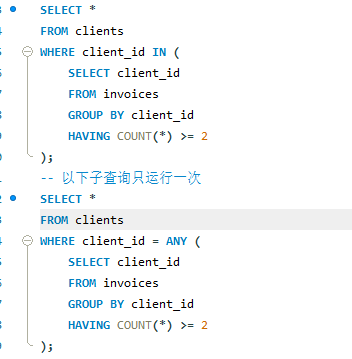 SELECT *
FROM clients
WHERE client_id IN (
SELECT client_id
FROM invoices
GROUP BY client_id
HAVING COUNT(*) >= 2
);
-- 以下子查询只运行一次
SELECT *
FROM clients
WHERE client_id = ANY (
SELECT client_id
FROM invoices
GROUP BY client_id
HAVING COUNT(*) >= 2
);